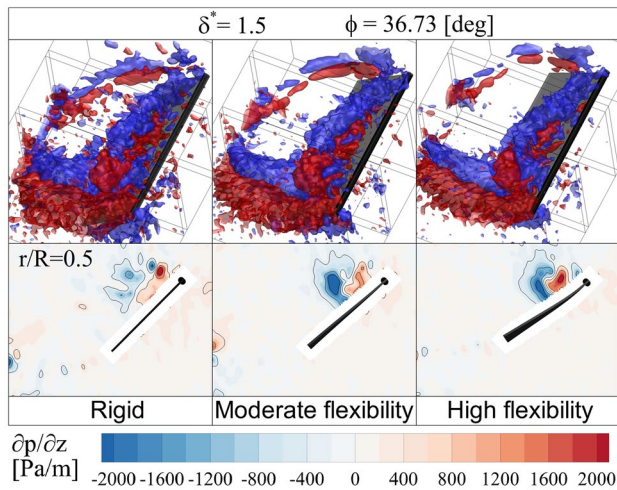 δ* = 1.5 ϕ = 36.73 [deg]
r/R=0.5
Rigid Moderate flexibility High flexibility
∂p/∂z
[Pa/m]
-2000 -1600 -1200 -800 -400 0 400 800 1200 1600 2000